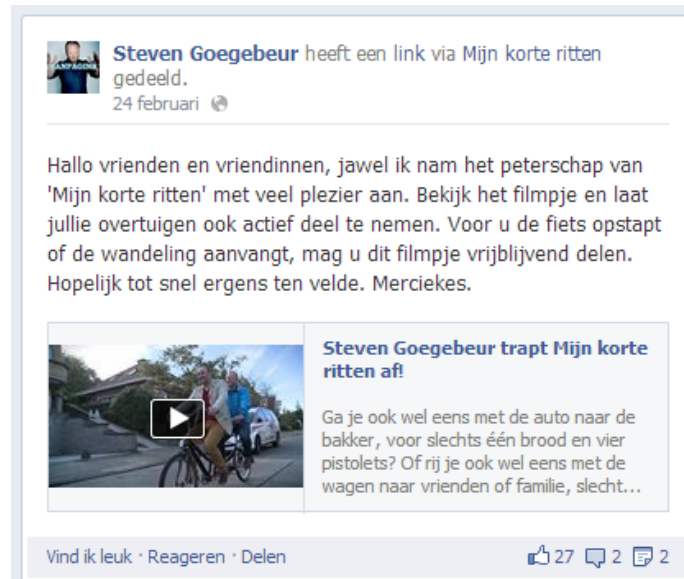 Steven Goegebeur heeft een link via Mijn korte ritten
gedeeld.
24 februari
FANPAGINA
Hallo vrienden en vriendinnen, jawel ik nam het peterschap van
'Mijn korte ritten' met veel plezier aan. Bekijk het filmpje en laat
jullie overtuigen ook actief deel te nemen. Voor u de fiets opstapt
of de wandeling aanvangt, mag u dit filmpje vrijblijvend delen.
Hopelijk tot snel ergens ten velde. Merciekes.
Steven Goegebeur trapt Mijn korte
ritten af!
Ga je ook wel eens met de auto naar de
bakker, voor slechts één brood en vier
pistolets? Of rij je ook wel eens met de
wagen naar vrienden of familie, slecht...
Vind ik leuk · Reageren · Delen 27 2 2